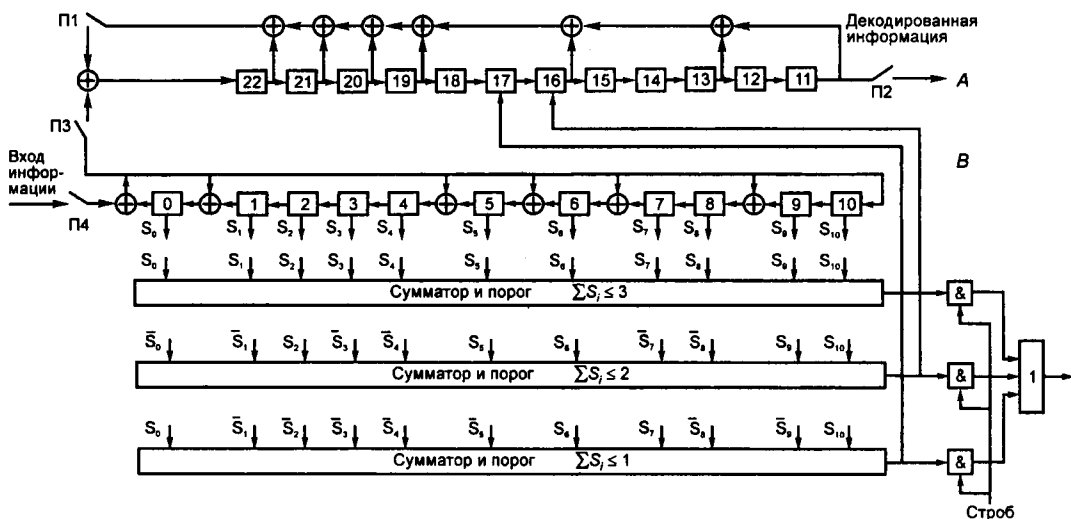 П1
Декодированная
информация
22 21 20 19 18 17 16 15 14 13 12 11
П2
A
П3
B
Вход
инфор-
мации
П4
0 1 2 3 4 5 6 7 8 9 10
S₀ S₁ S₂ S₃ S₄ S₅ S₆ S₇ S₈ S₉ S₁₀
S₀ S₁ S₂ S₃ S₄ S₅ S₆ S₇ S₈ S₉ S₁₀
Сумматор и порог ∑Sᵢ ≤ 3
&
S̅₀ S̅₁ S₂ S̅₃ S̅₄ S₅ S₆ S̅₇ S̅₈ S₉ S₁₀
Сумматор и порог ∑Sᵢ ≤ 2
&
1
S₀ S̅₁ S̅₂ S̅₃ S̅₄ S̅₅ S₆ S₇ S̅₈ S̅₉ S₁₀
Сумматор и порог ∑Sᵢ ≤ 1
&
Строб